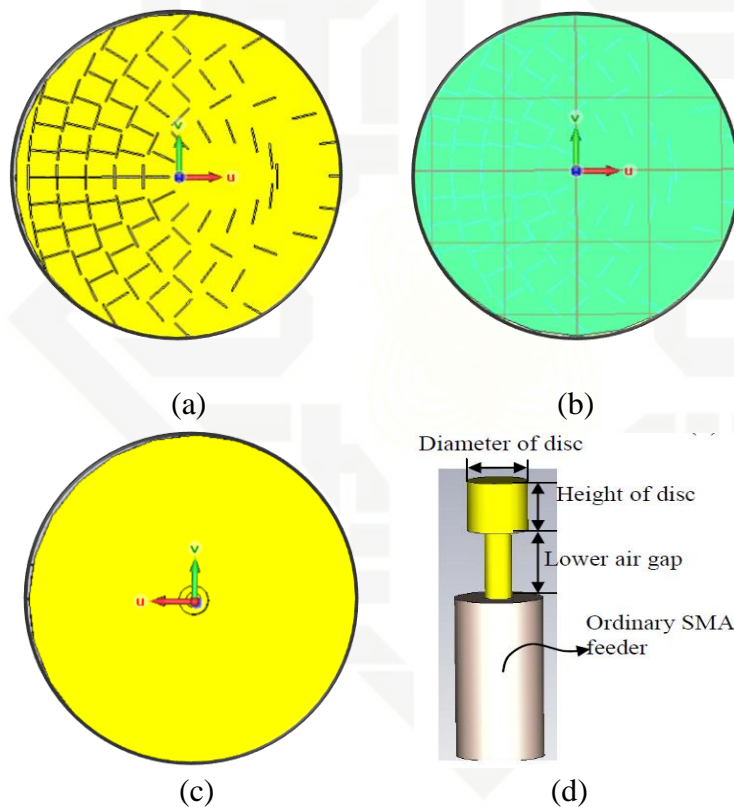 v
u
v
u
(a)
(b)
v
u
(c)
Diameter of disc
Height of disc
Lower air gap
Ordinary SMA
feeder
(d)